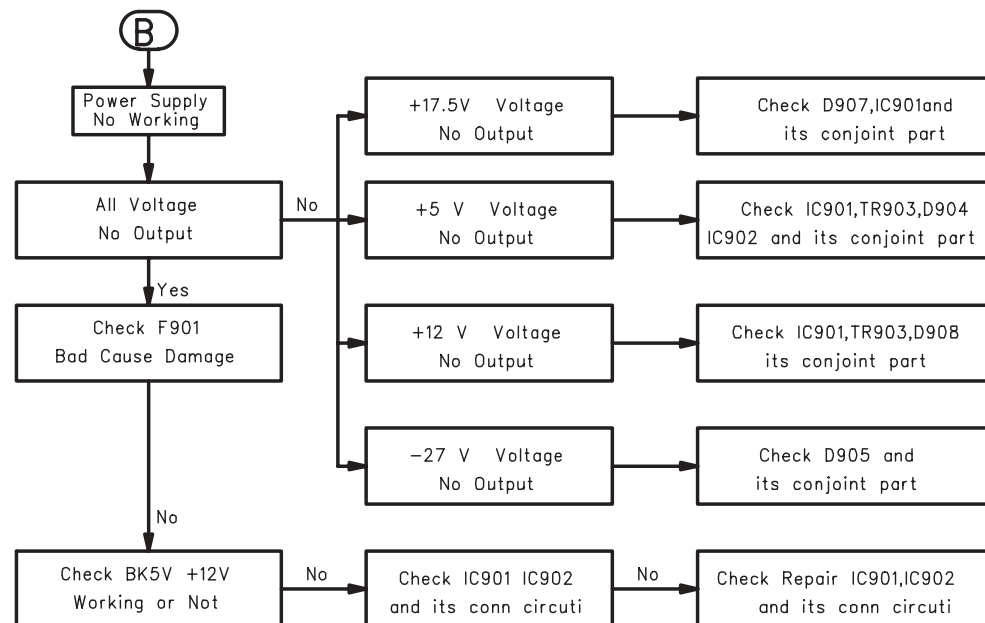 B
Power Supply
No Working
All Voltage
No Output
No
Yes
Check F901
Bad Cause Damage
No
Check BK5V +12V
Working or Not
No
+17.5V Voltage
No Output
Check D907,IC901and
its conjoint part
+5 V Voltage
No Output
Check IC901,TR903,D904
IC902 and its conjoint part
+12 V Voltage
No Output
Check IC901,TR903,D908
its conjoint part
-27 V Voltage
No Output
Check D905 and
its conjoint part
Check IC901 IC902
and its conn circuti
No
Check Repair IC901,IC902
and its conn circuti